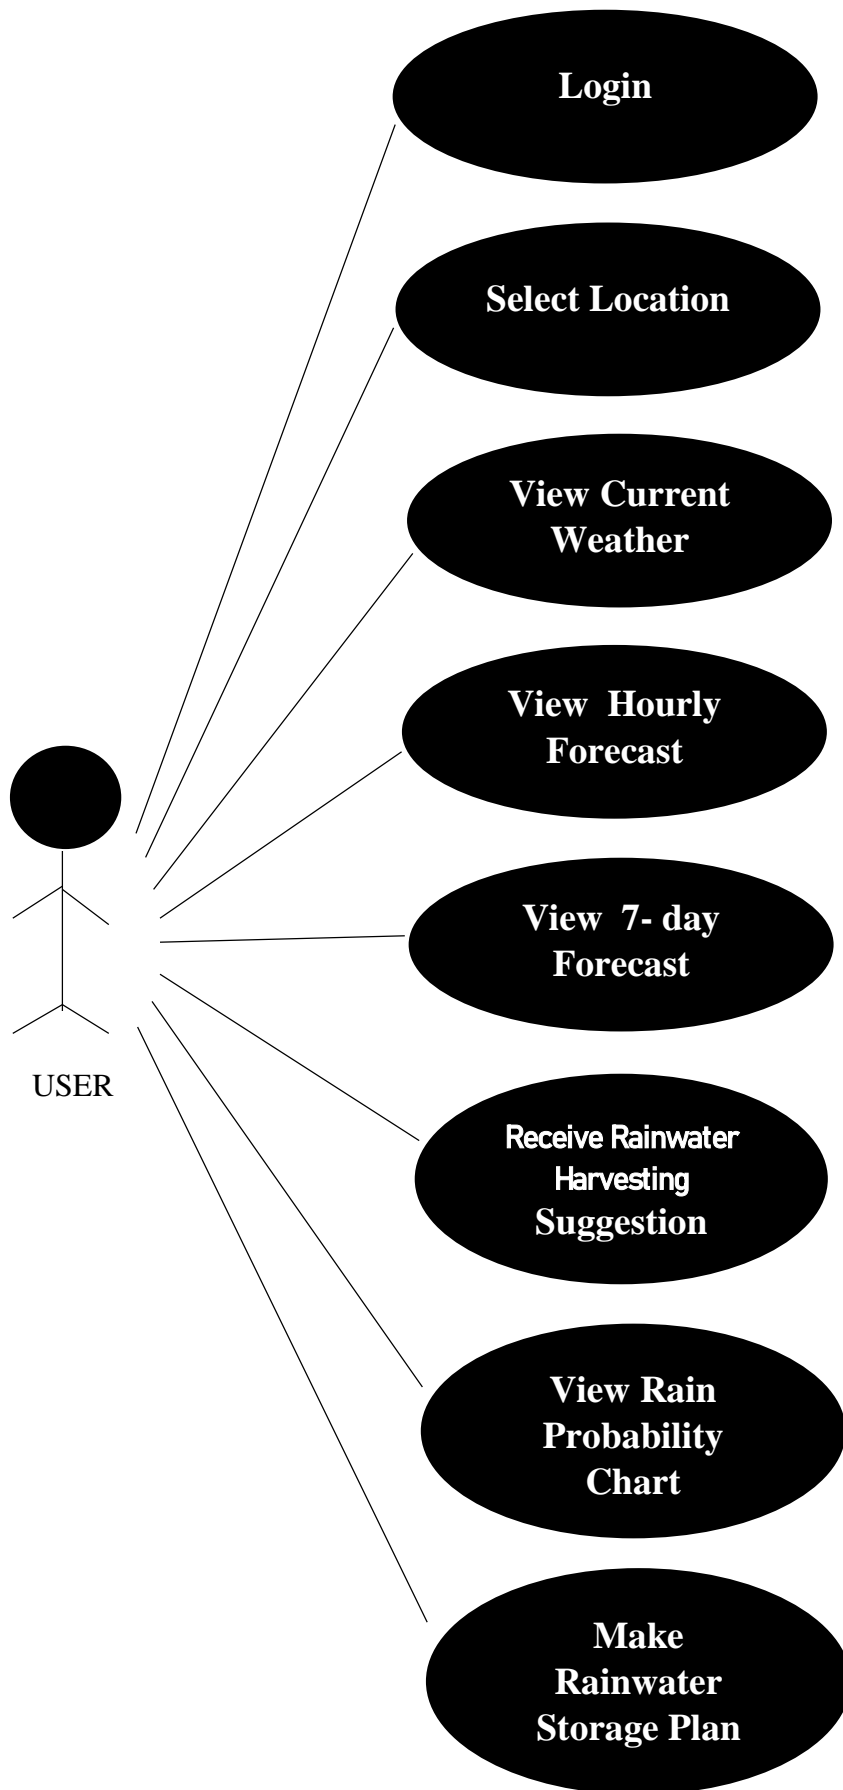 Login
Select Location
View Current
Weather
View  Hourly
Forecast
View  7- day
Forecast
USER
Receive Rainwater
Harvesting
Suggestion
View Rain
Probability
Chart
Make
Rainwater
Storage Plan